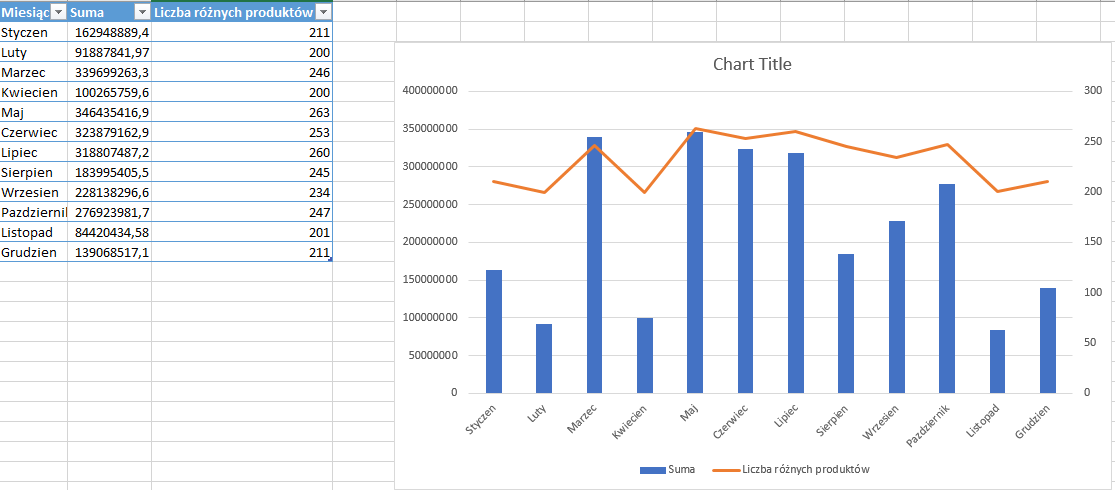 Miesiąc Suma Liczba różnych produktów
Styczen 162948889,4 211
Luty 91887841,97 200
Marzec 339699263,3 246
Kwiecien 100265759,6 200
Maj 346435416,9 263
Czerwiec 323879162,9 253
Lipiec 318807487,2 260
Sierpien 183995405,5 245
Wrzesien 228138296,6 234
Pazdziernik 276923981,7 247
Listopad 84420434,58 201
Grudzien 139068517,1 211
Chart Title
400000000 300
350000000 250
300000000 200
250000000 150
200000000 100
150000000 50
100000000 0
50000000
0
Styczen Luty Marzec Kwiecien Maj Czerwiec Lipiec Sierpien Wrzesien Pazdziernik Listopad Grudzien
Suma Liczba różnych produktów